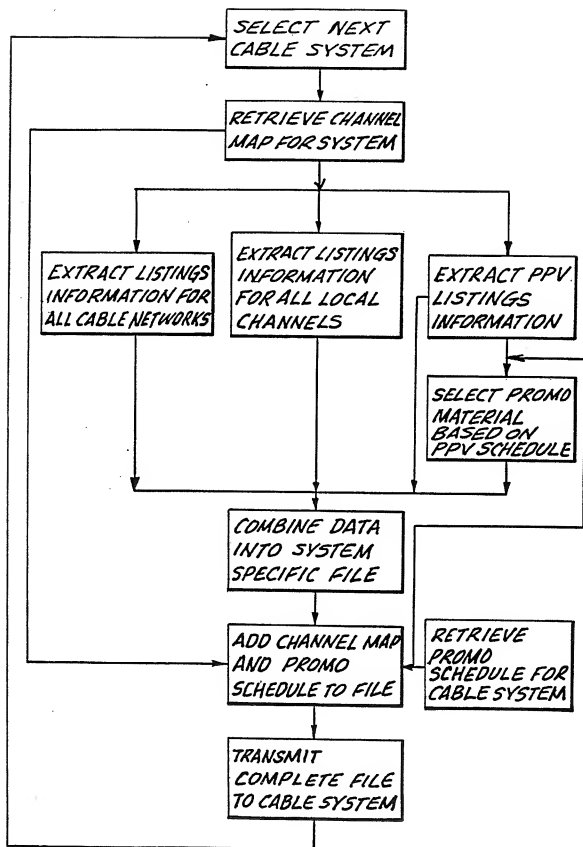 SELECT NEXT
CABLE SYSTEM
RETRIEVE CHANNEL
MAP FOR SYSTEM
EXTRACT LISTINGS
INFORMATION FOR
ALL CABLE NETWORKS
EXTRACT LISTINGS
INFORMATION
FOR ALL LOCAL
CHANNELS
EXTRACT PPV
LISTINGS
INFORMATION
SELECT PROMO
MATERIAL
BASED ON
PPV SCHEDULE
COMBINE DATA
INTO SYSTEM
SPECIFIC FILE
ADD CHANNEL MAP
AND PROMO
SCHEDULE TO FILE
RETRIEVE
PROMO
SCHEDULE FOR
CABLE SYSTEM
TRANSMIT
COMPLETE FILE
TO CABLE SYSTEM